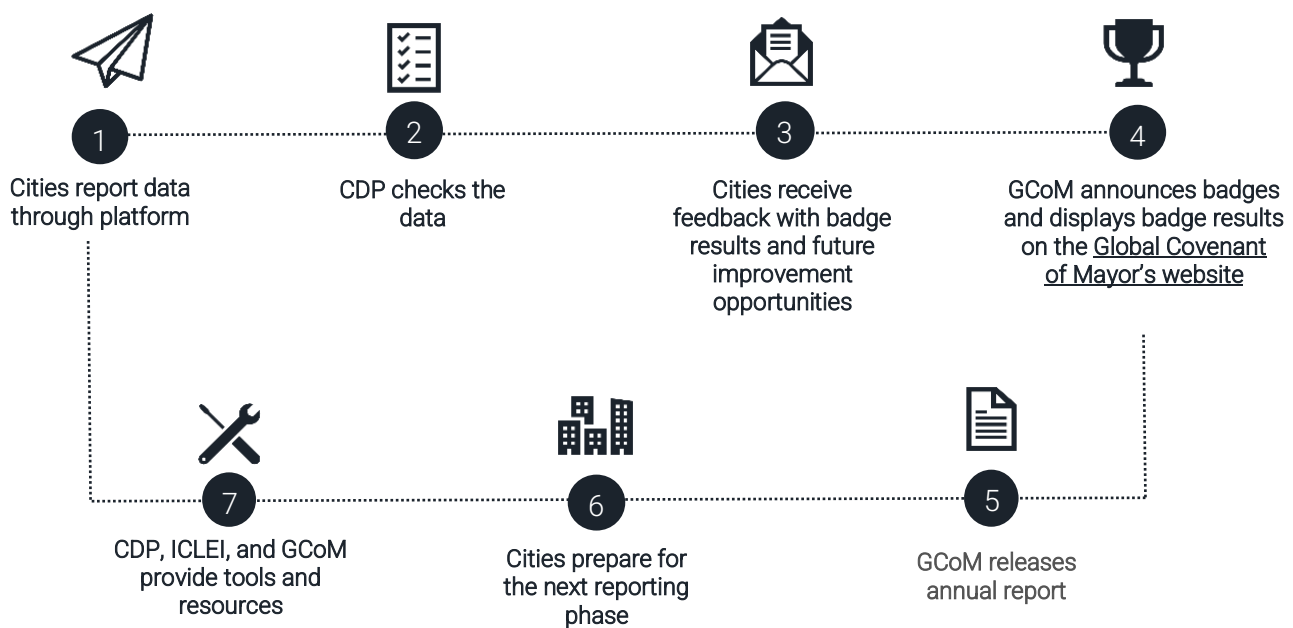 1
Cities report data
through platform
2
CDP checks the
data
3
Cities receive
feedback with badge
results and future
improvement
opportunities
4
GCoM announces badges
and displays badge results
on the Global Covenant
of Mayor's website
5
GCoM releases
annual report
6
Cities prepare for
the next reporting
phase
7
CDP, ICLEI, and GCoM
provide tools and
resources